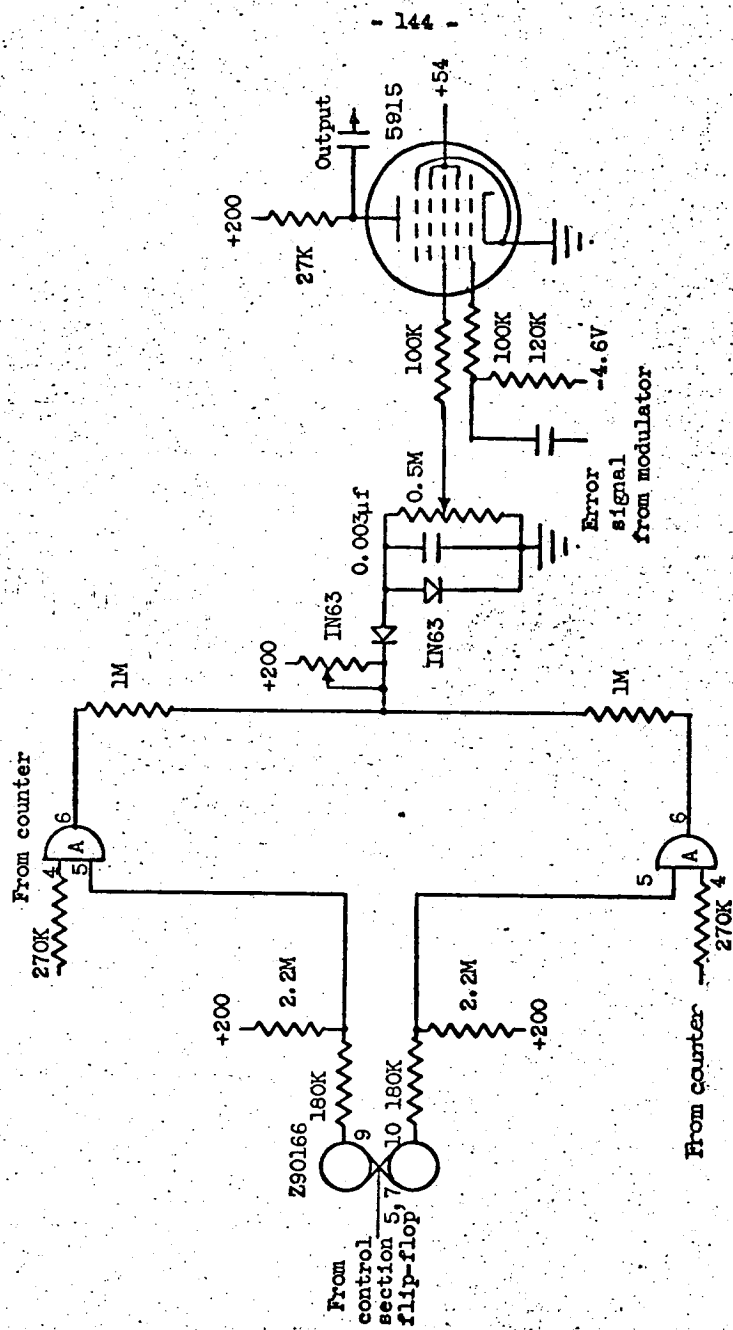 - 144 -
+200
27K
Output
5915
+54
100K
100K
120K
-4.6V
Error
signal
from modulator
0.003μf
0.5M
+200
IN63
IN63
1M
1M
From counter
270K
4
5
A
6
5
A
6
4
270K
From counter
+200
2.2M
2.2M
+200
180K
180K
Z90166
9
10
From
control
section 5,7
flip-flop